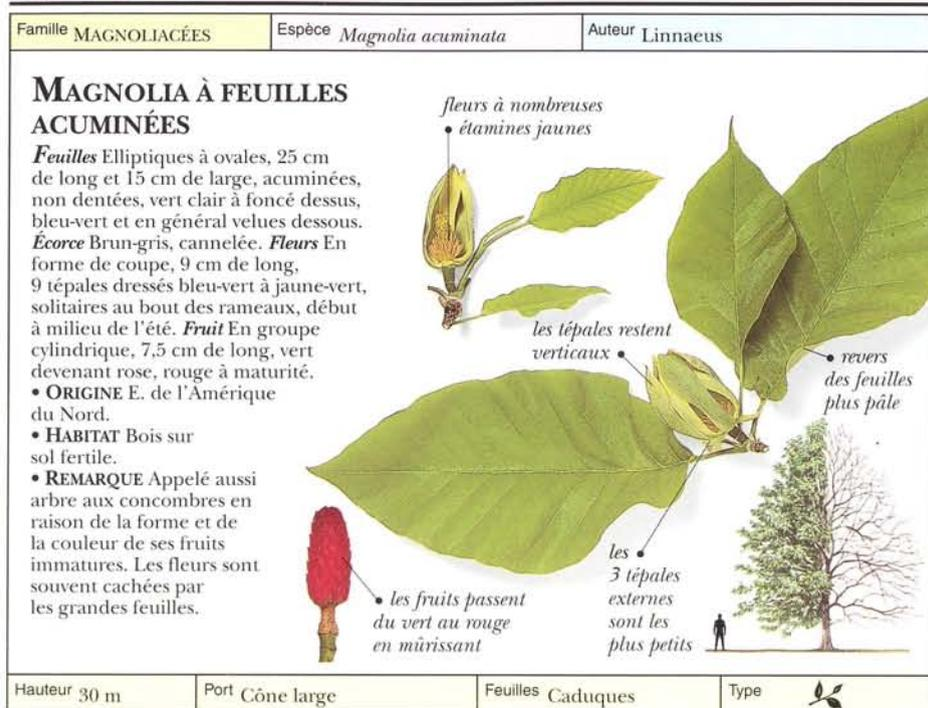 Famille MAGNOLIACÉES
Espèce Magnolia acuminata
Auteur Linnaeus
MAGNOLIA À FEUILLES
ACUMINÉES
Feuilles Elliptiques à ovales, 25 cm
de long et 15 cm de large, acuminées,
non dentées, vert clair à foncé dessus,
bleu-vert et en général velues dessous.
Écorce Brun-gris, cannelée. Fleurs En
forme de coupe, 9 cm de long,
9 tépales dressés bleu-vert à jaune-vert,
solitaires au bout des rameaux, début
à milieu de l'été. Fruit En groupe
cylindrique, 7,5 cm de long, vert
devenant rose, rouge à maturité.
• ORIGINE E. de l'Amérique
du Nord.
• HABITAT Bois sur
sol fertile.
• REMARQUE Appelé aussi
arbre aux concombres en
raison de la forme et de
la couleur de ses fruits
immatures. Les fleurs sont
souvent cachées par
les grandes feuilles.
fleurs à nombreuses
étamines jaunes
les tépales restent
verticaux
revers
des feuilles
plus pâle
les
3 tépales
externes
sont les
plus petits
les fruits passent
du vert au rouge
en mûrissant
Hauteur 30 m
Port Cône large
Feuilles Caduques
Type